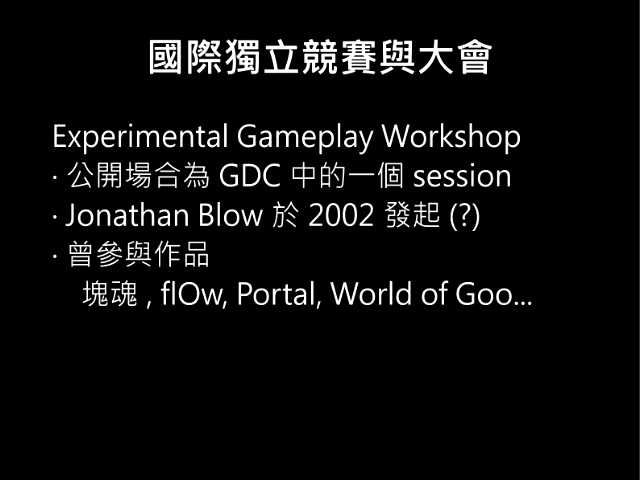 國際獨立競賽與大會
Experimental Gameplay Workshop
· 公開場合為 GDC 中的一個 session
· Jonathan Blow 於 2002 發起 (?)
· 曾參與作品
塊魂 , flOw, Portal, World of Goo...